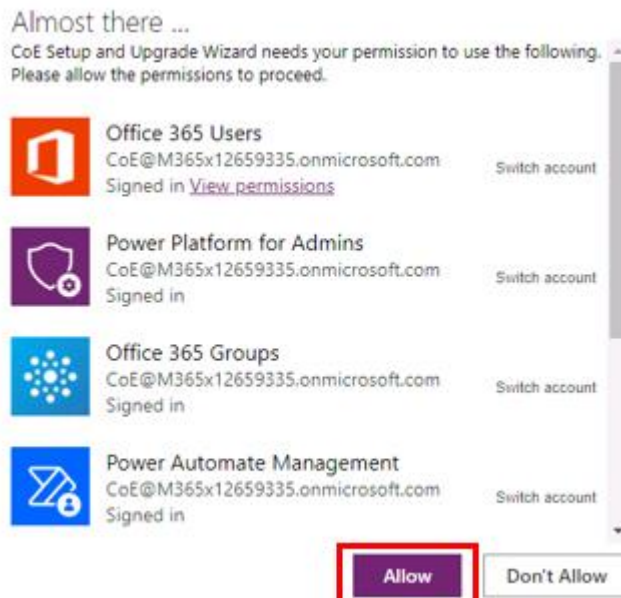 Almost there ...
CoE Setup and Upgrade Wizard needs your permission to use the following.
Please allow the permissions to proceed.
Office 365 Users
CoE@M365x12659335.onmicrosoft.com
Signed in View permissions
Switch account
Power Platform for Admins
CoE@M365x12659335.onmicrosoft.com
Signed in
Switch account
Office 365 Groups
CoE@M365x12659335.onmicrosoft.com
Signed in
Switch account
Power Automate Management
CoE@M365x12659335.onmicrosoft.com
Signed in
Switch account
Allow
Don't Allow